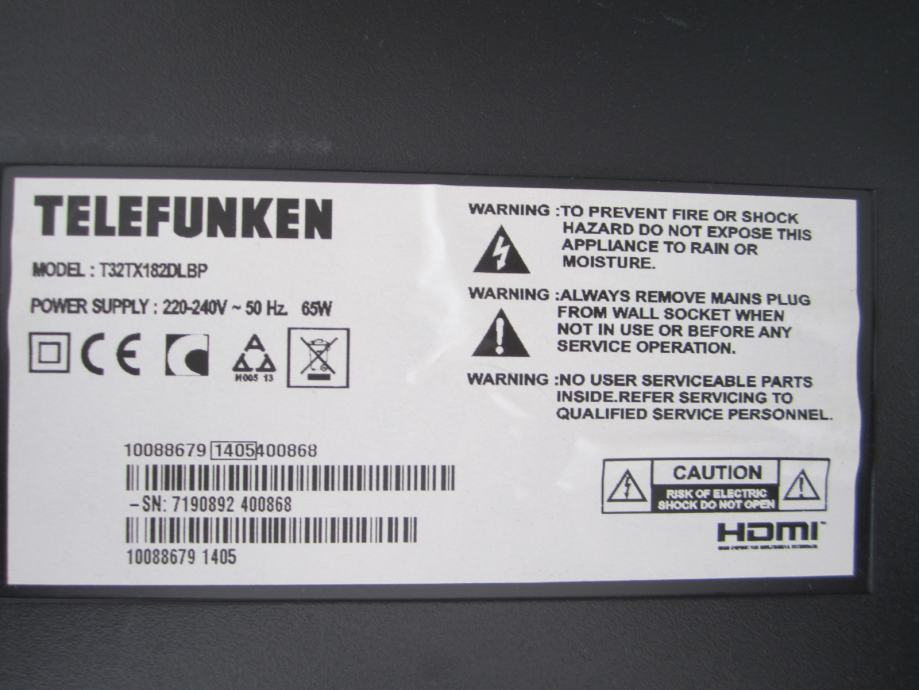 TELEFUNKEN
MODEL : T32TX182DLBP
POWER SUPPLY : 220-240V ~ 50 Hz. 65W
CE
M005 13
10088679 1405400868
-SN: 7190892 400868
10088679 1405
WARNING :TO PREVENT FIRE OR SHOCK
HAZARD DO NOT EXPOSE THIS
APPLIANCE TO RAIN OR
MOISTURE.
WARNING :ALWAYS REMOVE MAINS PLUG
FROM WALL SOCKET WHEN
NOT IN USE OR BEFORE ANY
SERVICE OPERATION.
WARNING :NO USER SERVICEABLE PARTS
INSIDE.REFER SERVICING TO
QUALIFIED SERVICE PERSONNEL.
CAUTION
RISK OF ELECTRIC
SHOCK DO NOT OPEN
HDMI